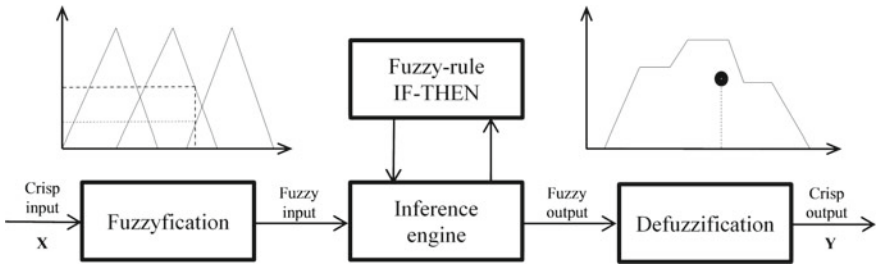 Fuzzy-rule
IF-THEN
Crisp
input
X
Fuzzyfication
Fuzzy
input
Inference
engine
Fuzzy
output
Defuzzification
Crisp
output
Y